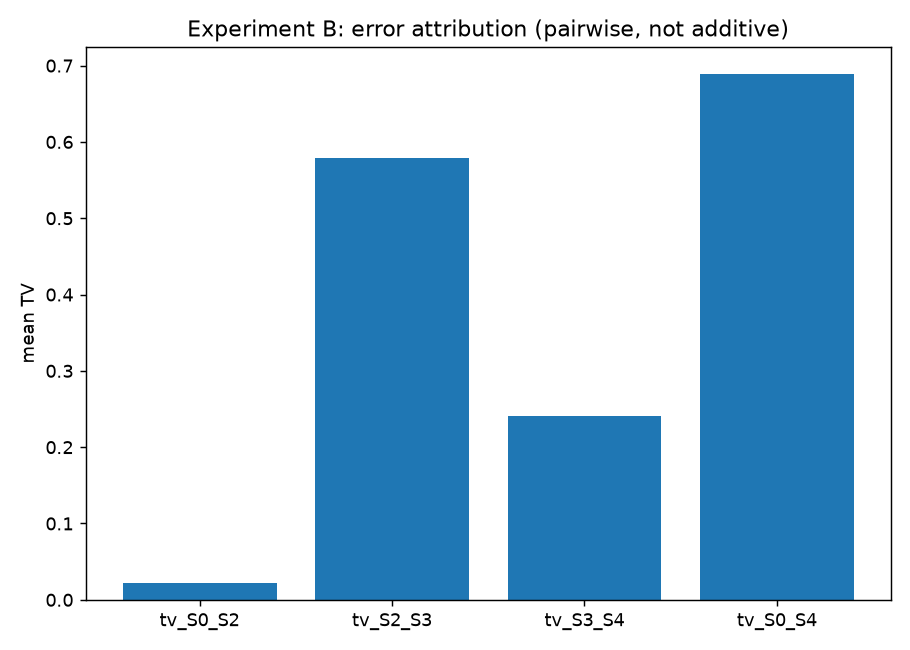 Experiment B: error attribution (pairwise, not additive)
0.7
0.6
0.5
0.4
0.3
0.2
0.1
0.0
mean TV
tv_S0_S2 tv_S2_S3 tv_S3_S4 tv_S0_S4